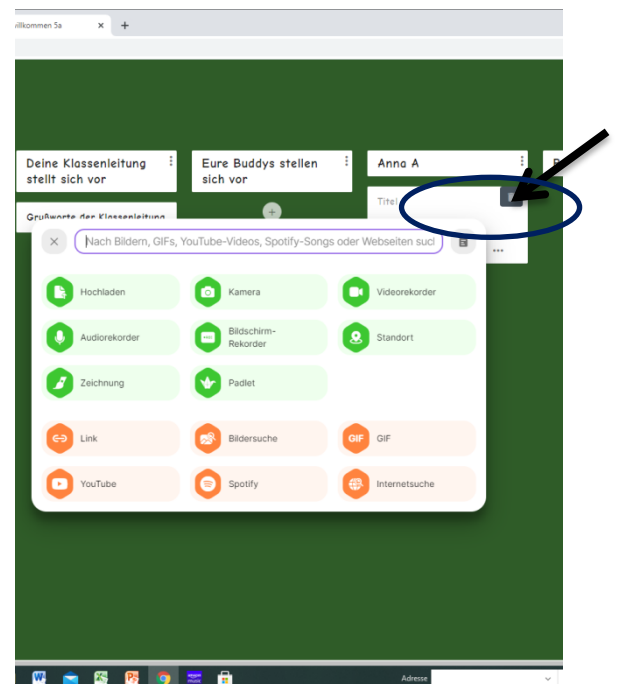 willkommen 5a
Deine Klassenleitung
stellt sich vor
Eure Buddys stellen
sich vor
Anna A
Grußworte der Klassenleitung
Titel
Nach Bildern, GIFs, YouTube-Videos, Spotify-Songs oder Webseiten sucl
Hochladen
Kamera
Videorekorder
Audiorekorder
Bildschirm-
Rekorder
Standort
Zeichnung
Padlet
Link
Bildersuche
GIF GIF
YouTube
Spotify
Internetsuche
Adresse